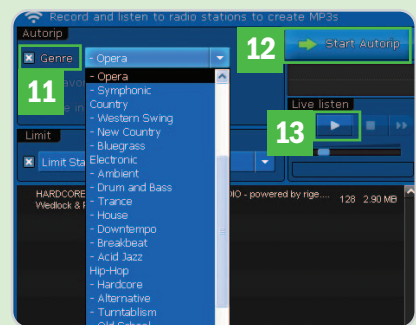 Record and listen to radio stations to create MP3s
Autorip
Genre
- Opera
12
Start Autorip
11
- Opera
- Symphonic
Country
- Western Swing
- New Country
- Bluegrass
Electronic
- Ambient
- Drum and Bass
- Trance
- House
- Downtempo
- Breakbeat
- Acid Jazz
Hip-Hop
- Hardcore
- Alternative
- Turntablism
Live listen
13
Limit
Limit Sta
HARDCORE
Wedlock &
DIO - powered by rige.... 128 2.90 MB